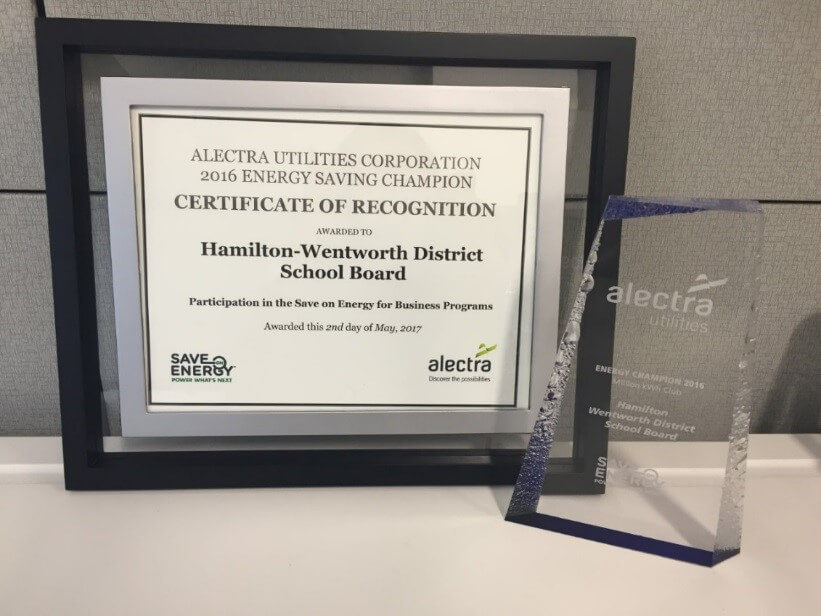 ALECTRA UTILITIES CORPORATION
2016 ENERGY SAVING CHAMPION
CERTIFICATE OF RECOGNITION
AWARDED TO
Hamilton-Wentworth District
School Board
Participation in the Save on Energy for Business Programs
Awarded this 2nd day of May, 2017
SAVE ON
ENERGY
POWER WHAT'S NEXT
alectra
Discover the possibilities
alectra
utilities
ENERGY CHAMPION 2016
Million kWh Club
Hamilton
Wentworth District
School Board